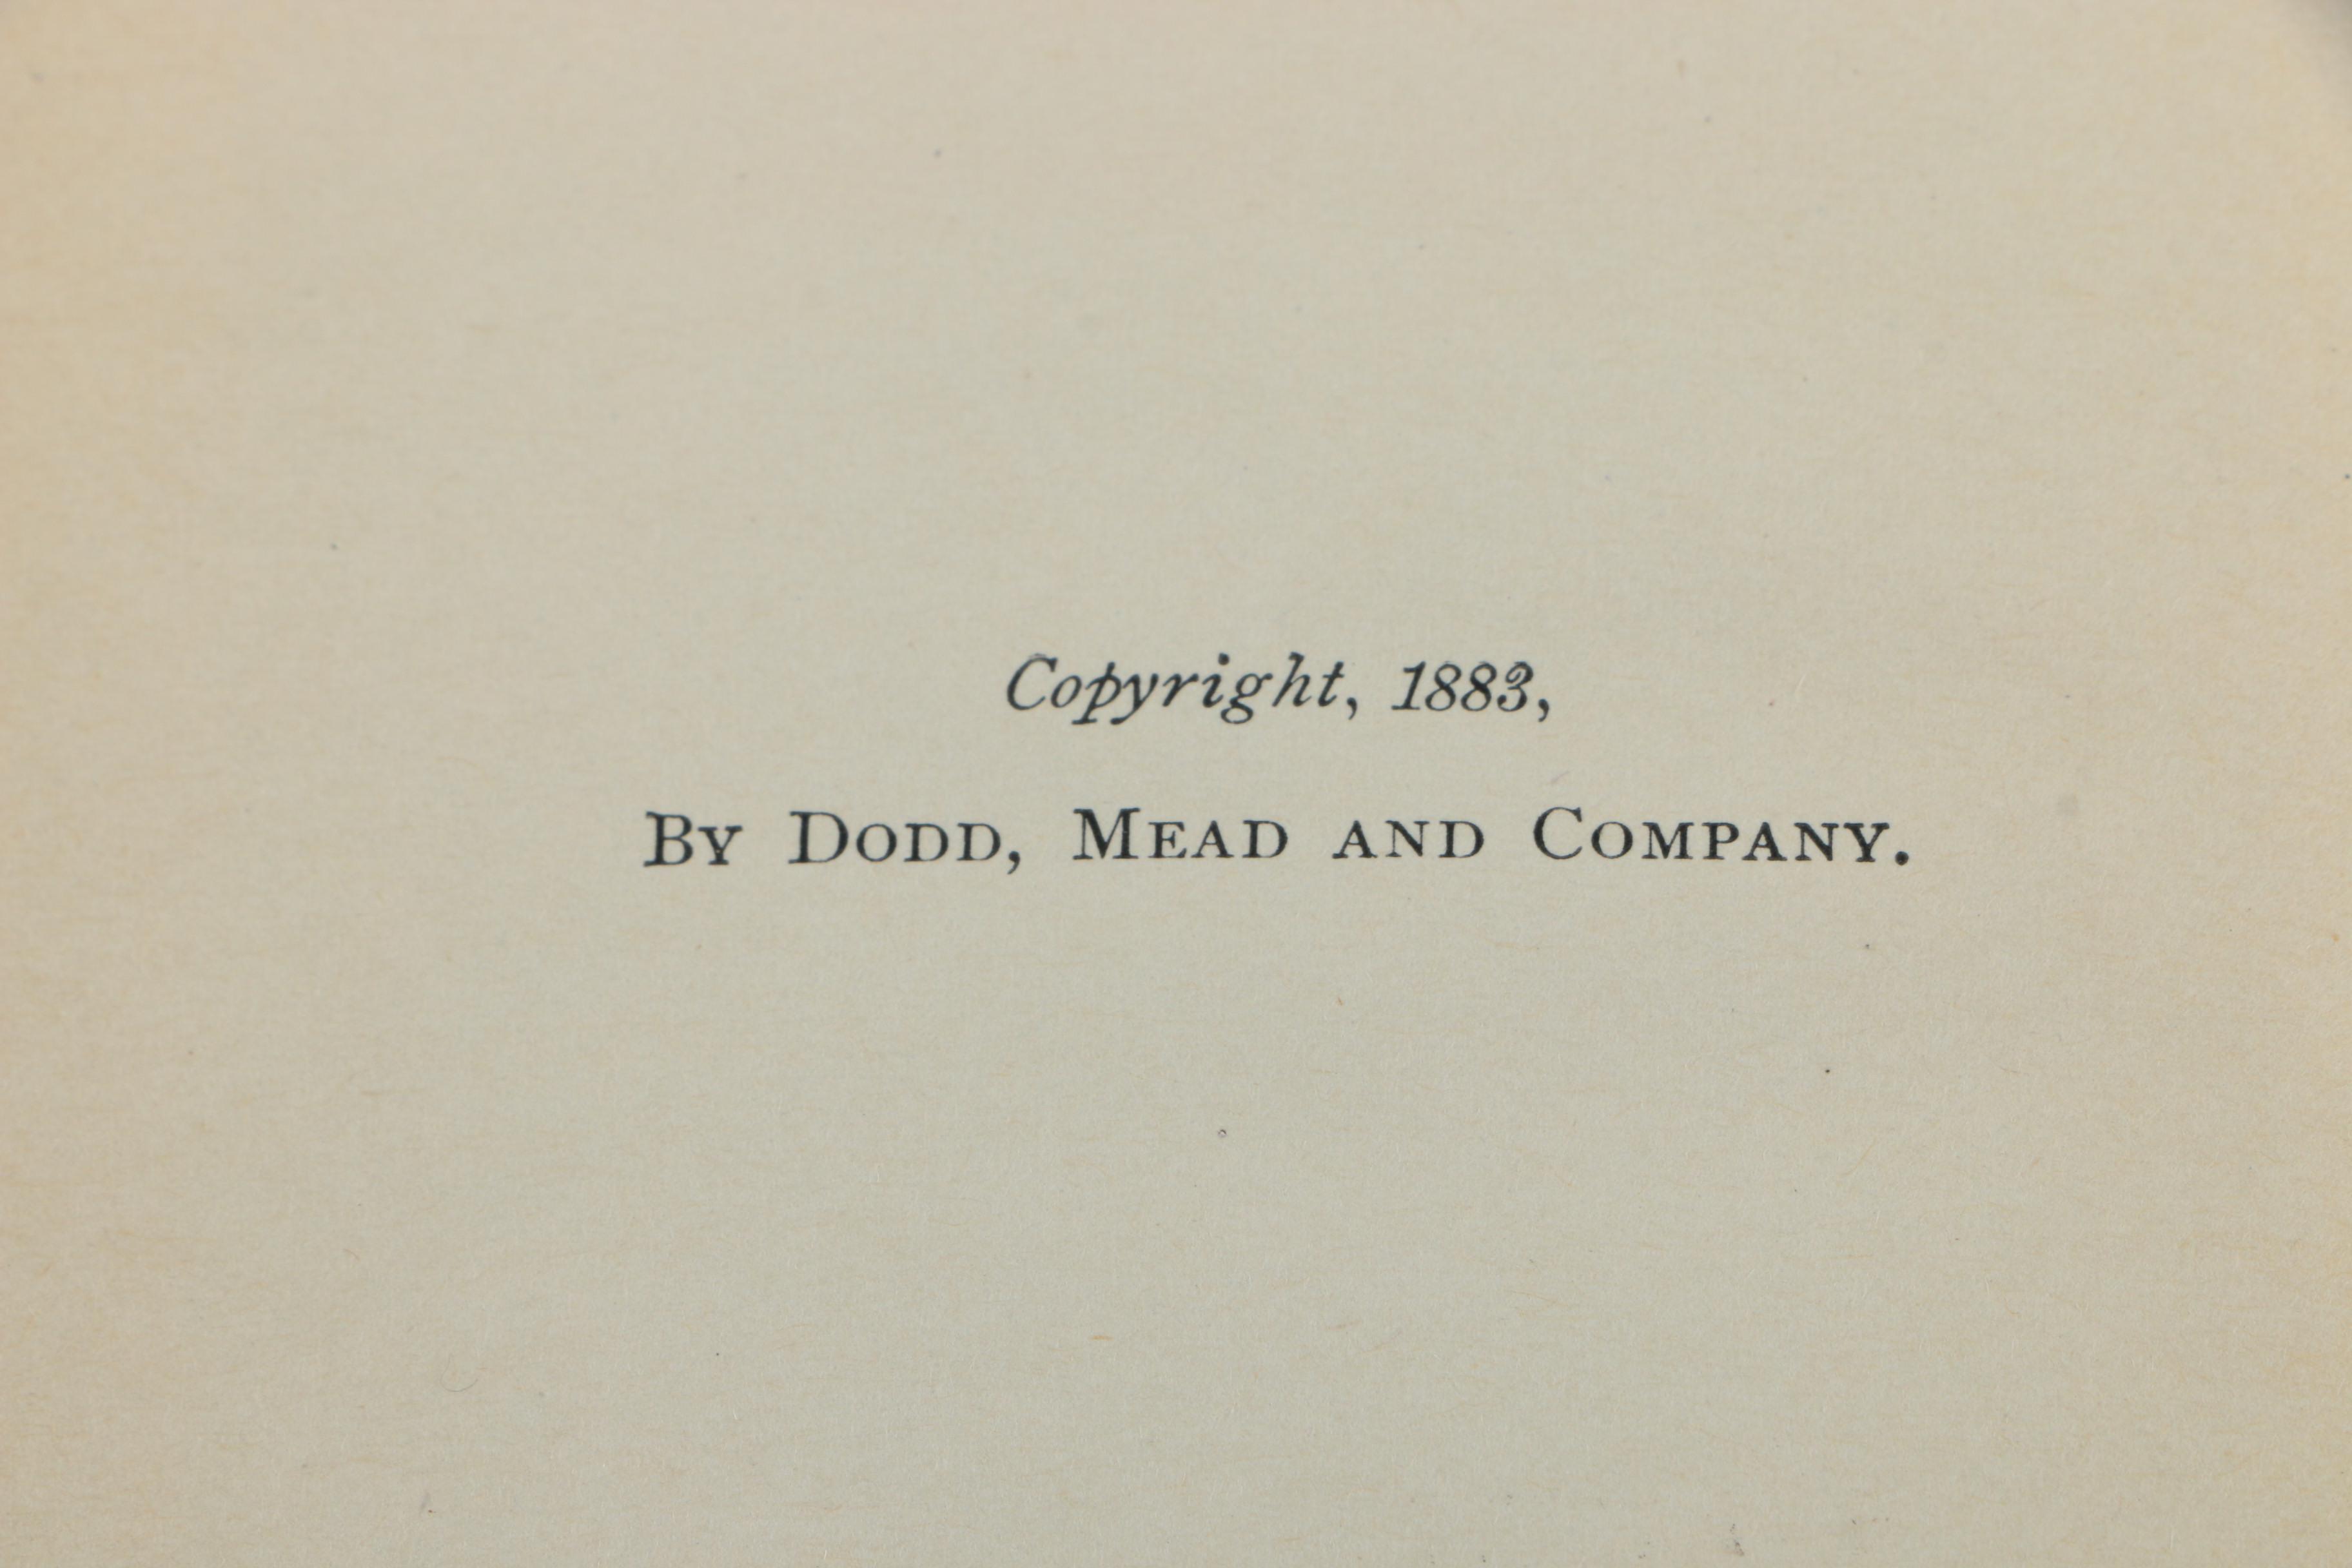 Copyright, 1883,
By Dodd, Mead and Company.